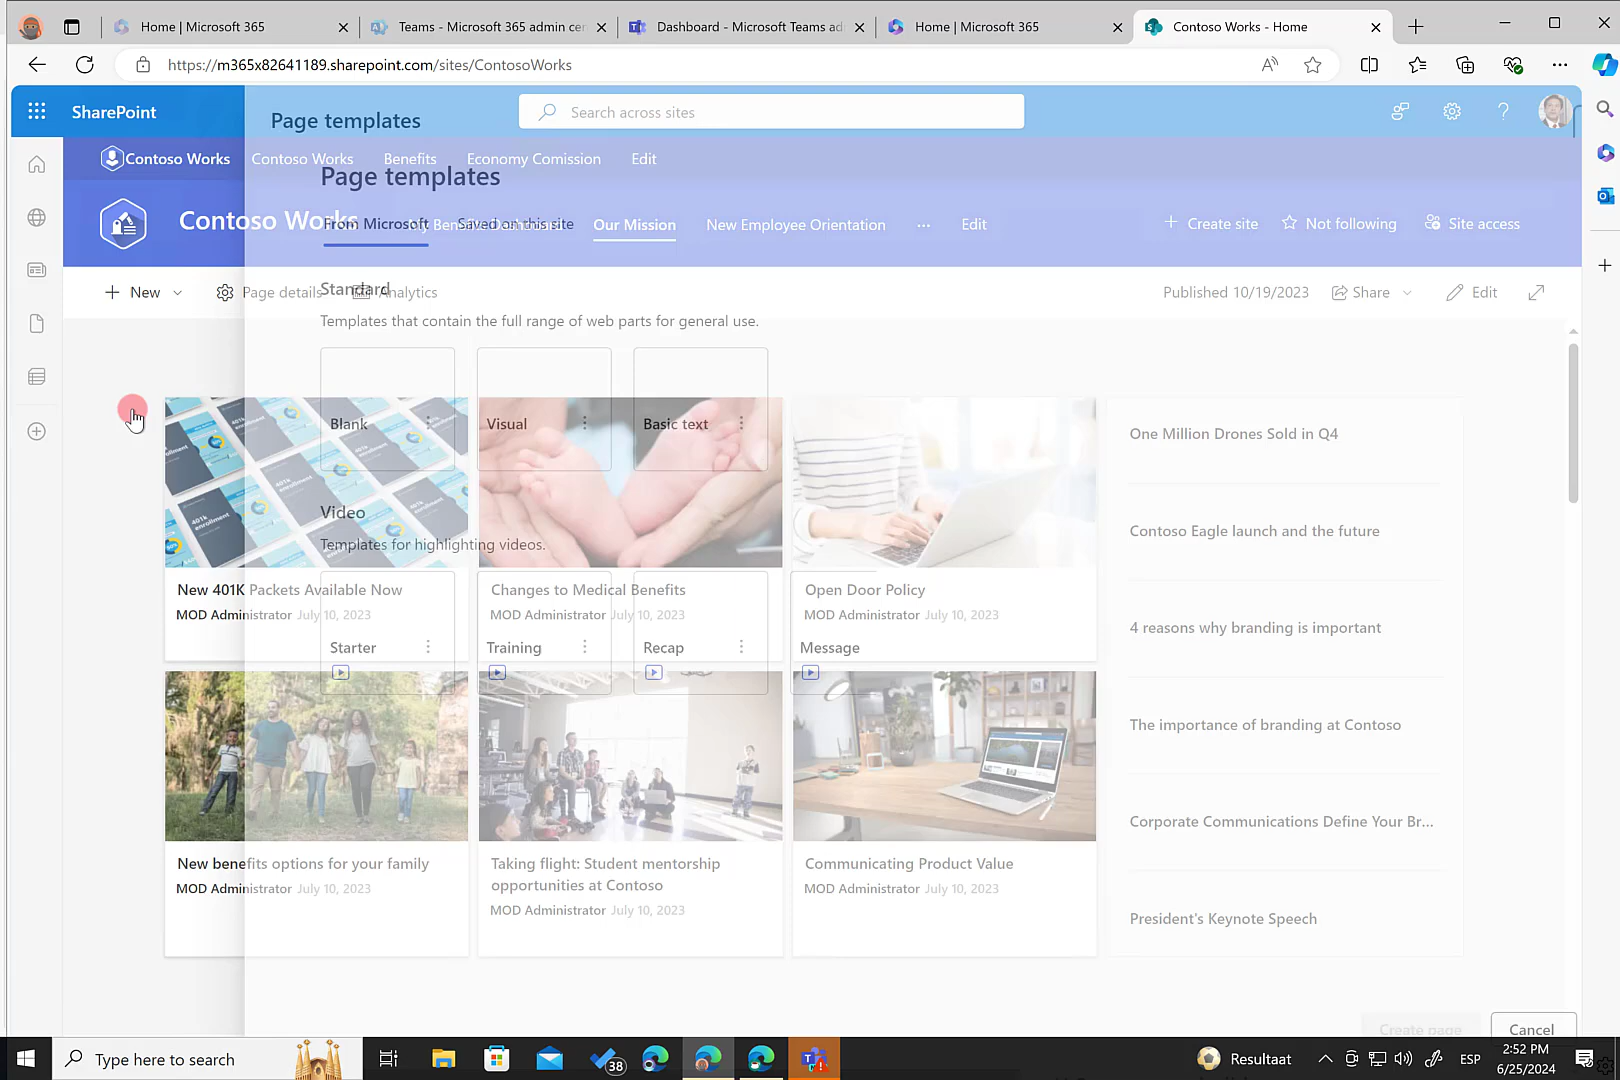 Home | Microsoft 365
Teams - Microsoft 365 admin cen
Dashboard - Microsoft Teams ad
Home | Microsoft 365
Contoso Works - Home
https://m365x82641189.sharepoint.com/sites/ContosoWorks
SharePoint
Page templates
Search across sites
Contoso Works
Contoso Works
Benefits
Economy Comission
Edit
Page templates
Contoso Works
From Microsoft
My Benefits Dashboard
Saved on this site
Our Mission
New Employee Orientation
Edit
Create site
Not following
Site access
New
Page details
Analytics
Standard
Published 10/19/2023
Share
Edit
Templates that contain the full range of web parts for general use.
Blank
Visual
Basic text
One Million Drones Sold in Q4
Video
Contoso Eagle launch and the future
Templates for highlighting videos.
New 401K Packets Available Now
Changes to Medical Benefits
Open Door Policy
MOD Administrator July 10, 2023
MOD Administrator July 10, 2023
MOD Administrator July 10, 2023
4 reasons why branding is important
Starter
Training
Recap
Message
The importance of branding at Contoso
Corporate Communications Define Your Br...
New benefits options for your family
Taking flight: Student mentorship
opportunities at Contoso
Communicating Product Value
MOD Administrator July 10, 2023
MOD Administrator July 10, 2023
MOD Administrator July 10, 2023
President's Keynote Speech
Create page
Cancel
Type here to search
38
Resultaat
ESP
2:52 PM
6/25/2024